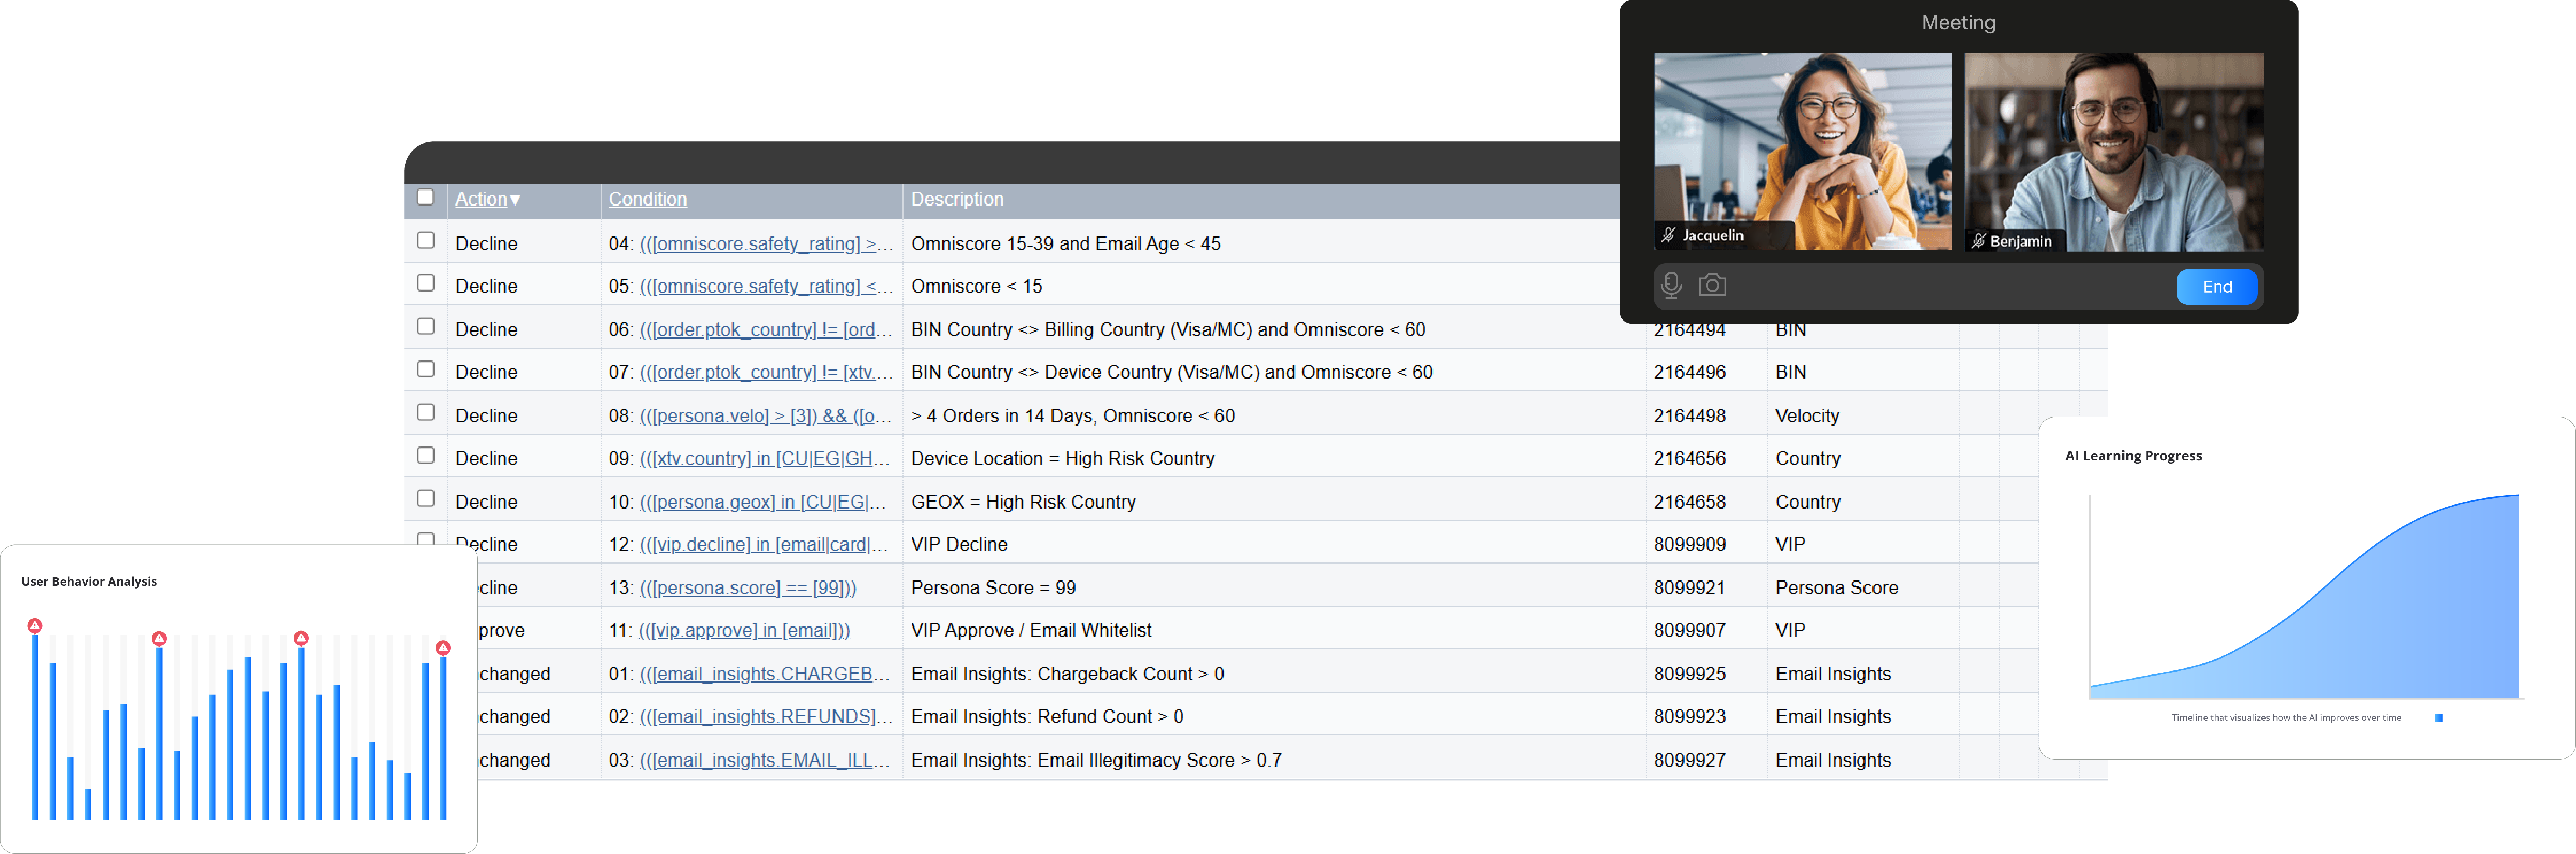 Meeting
Jacquelin
Benjamin
End
Action▼ Condition Description
Decline 04: (([omniscore.safety_rating] >... Omniscore 15-39 and Email Age < 45
Decline 05: (([omniscore.safety_rating] <... Omniscore < 15
Decline 06: (([order.ptok_country] != [ord... BIN Country <> Billing Country (Visa/MC) and Omniscore < 60 2164494 BIN
Decline 07: (([order.ptok_country] != [xtv.... BIN Country <> Device Country (Visa/MC) and Omniscore < 60 2164496 BIN
Decline 08: (([persona.velo] > [3]) && ([o... > 4 Orders in 14 Days, Omniscore < 60 2164498 Velocity
Decline 09: (([xtv.country] in [CU|EG|GH... Device Location = High Risk Country 2164656 Country
Decline 10: (([persona.geox] in [CU|EG|... GEOX = High Risk Country 2164658 Country
Decline 12: (([vip.decline] in [email|card|... VIP Decline 8099909 VIP
cline 13: (([persona.score] == [99])) Persona Score = 99 8099921 Persona Score
prove 11: (([vip.approve] in [email])) VIP Approve / Email Whitelist 8099907 VIP
changed 01: (([email_insights.CHARGEB... Email Insights: Chargeback Count > 0 8099925 Email Insights
changed 02: (([email_insights.REFUNDS]... Email Insights: Refund Count > 0 8099923 Email Insights
changed 03: (([email_insights.EMAIL_ILL... Email Insights: Email Illegitimacy Score > 0.7 8099927 Email Insights
User Behavior Analysis
AI Learning Progress
Timeline that visualizes how the AI improves over time